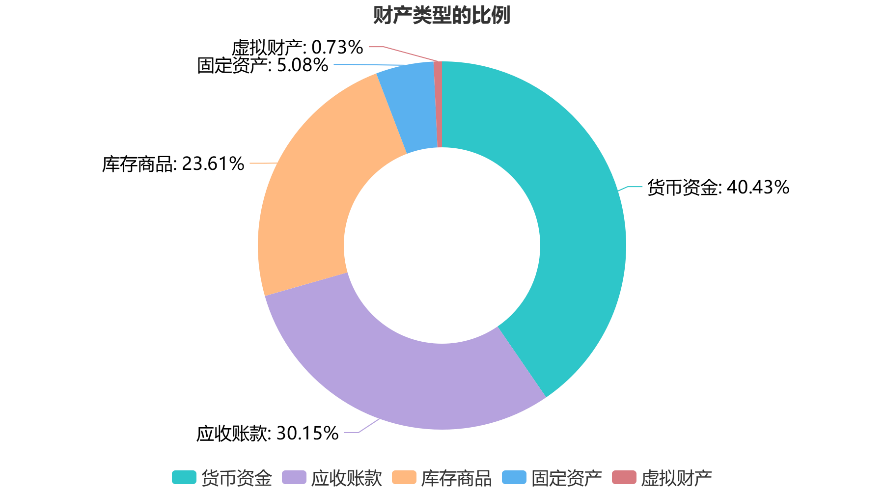 财产类型的比例
虚拟财产: 0.73%
固定资产: 5.08%
库存商品: 23.61%
货币资金: 40.43%
应收账款: 30.15%
货币资金 应收账款 库存商品 固定资产 虚拟财产